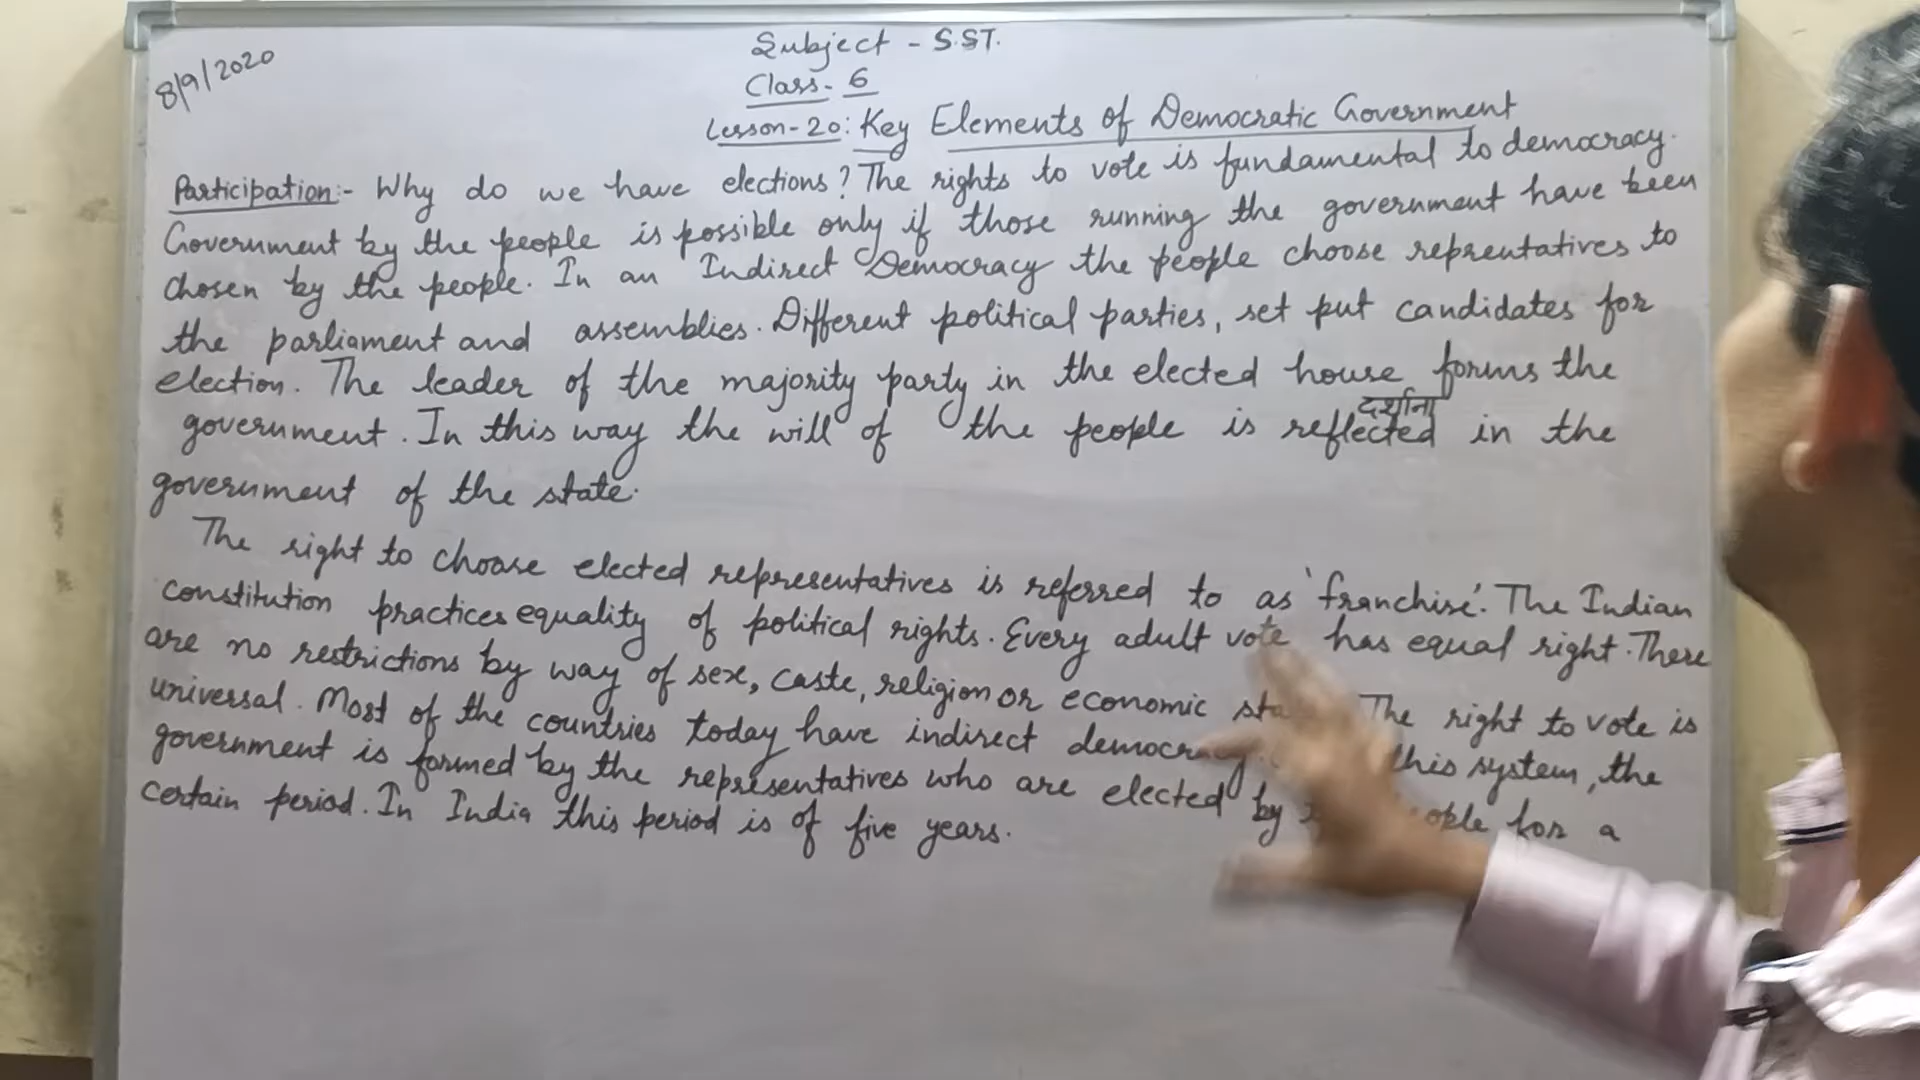 8/9/2020
Subject - S.ST.
Class - 6
Lesson-20: Key Elements of Democratic Government
Participation:- Why do we have elections? The rights to vote is fundamental to democracy.
Government by the people is possible only if those running the government have been
chosen by the people. In an Indirect Democracy the people choose reprentatives to
the parliament and assemblies. Different political parties, set put candidates for
election. The leader of the majority party in the elected house forms the
दर्शाना
government. In this way the will of the people is reflected in the
government of the state.
The right to choose elected representatives is referred to as 'franchise'. The Indian
constitution practices equality of political rights. Every adult vote has equal right. There
are no restrictions by way of sex, caste, religion or economic The right to vote is
universal. Most of the countries today have indirect democracy. this system, the
government is formed by the representatives who are elected by for a
certain period. In India this period is of five years.